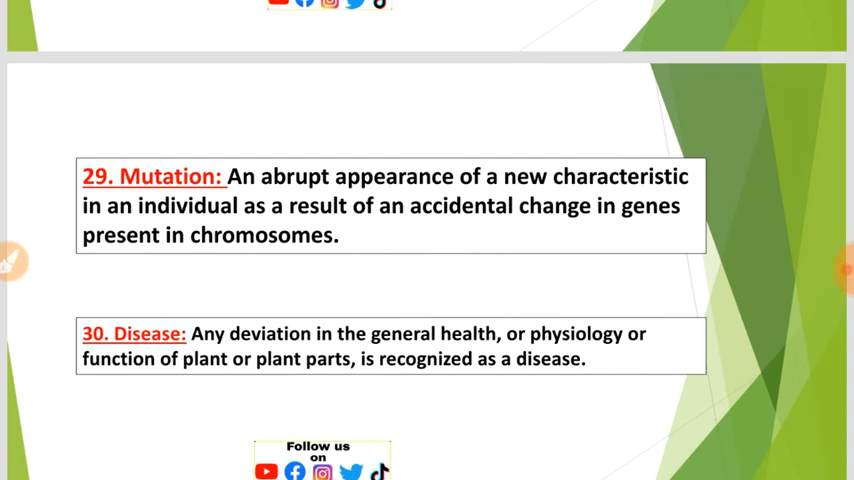 29. Mutation: An abrupt appearance of a new characteristic
in an individual as a result of an accidental change in genes
present in chromosomes.
30. Disease: Any deviation in the general health, or physiology or
function of plant or plant parts, is recognized as a disease.
Follow us
on